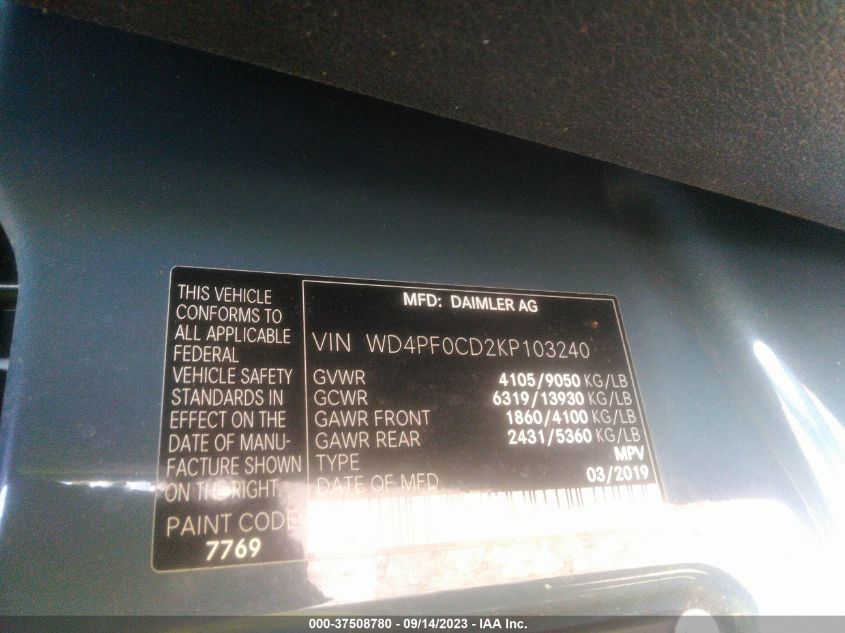 THIS VEHICLE
CONFORMS TO
ALL APPLICABLE
FEDERAL
VEHICLE SAFETY
STANDARDS IN
EFFECT ON THE
DATE OF MANU-
FACTURE SHOWN
ON THE RIGHT.
PAINT CODE
7769
MFD: DAIMLER AG
VIN WD4PF0CD2KP103240
GVWR 4105/9050 KG/LB
GCWR 6319/13930 KG/LB
GAWR FRONT 1860/4100 KG/LB
GAWR REAR 2431/5360 KG/LB
TYPE MPV
DATE OF MFD 03/2019
000-37508780 - 09/14/2023 - IAA Inc.